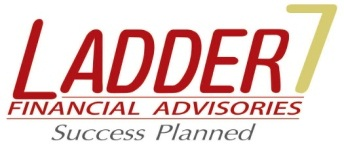 LADDER7
FINANCIAL ADVISORIES
Success Planned